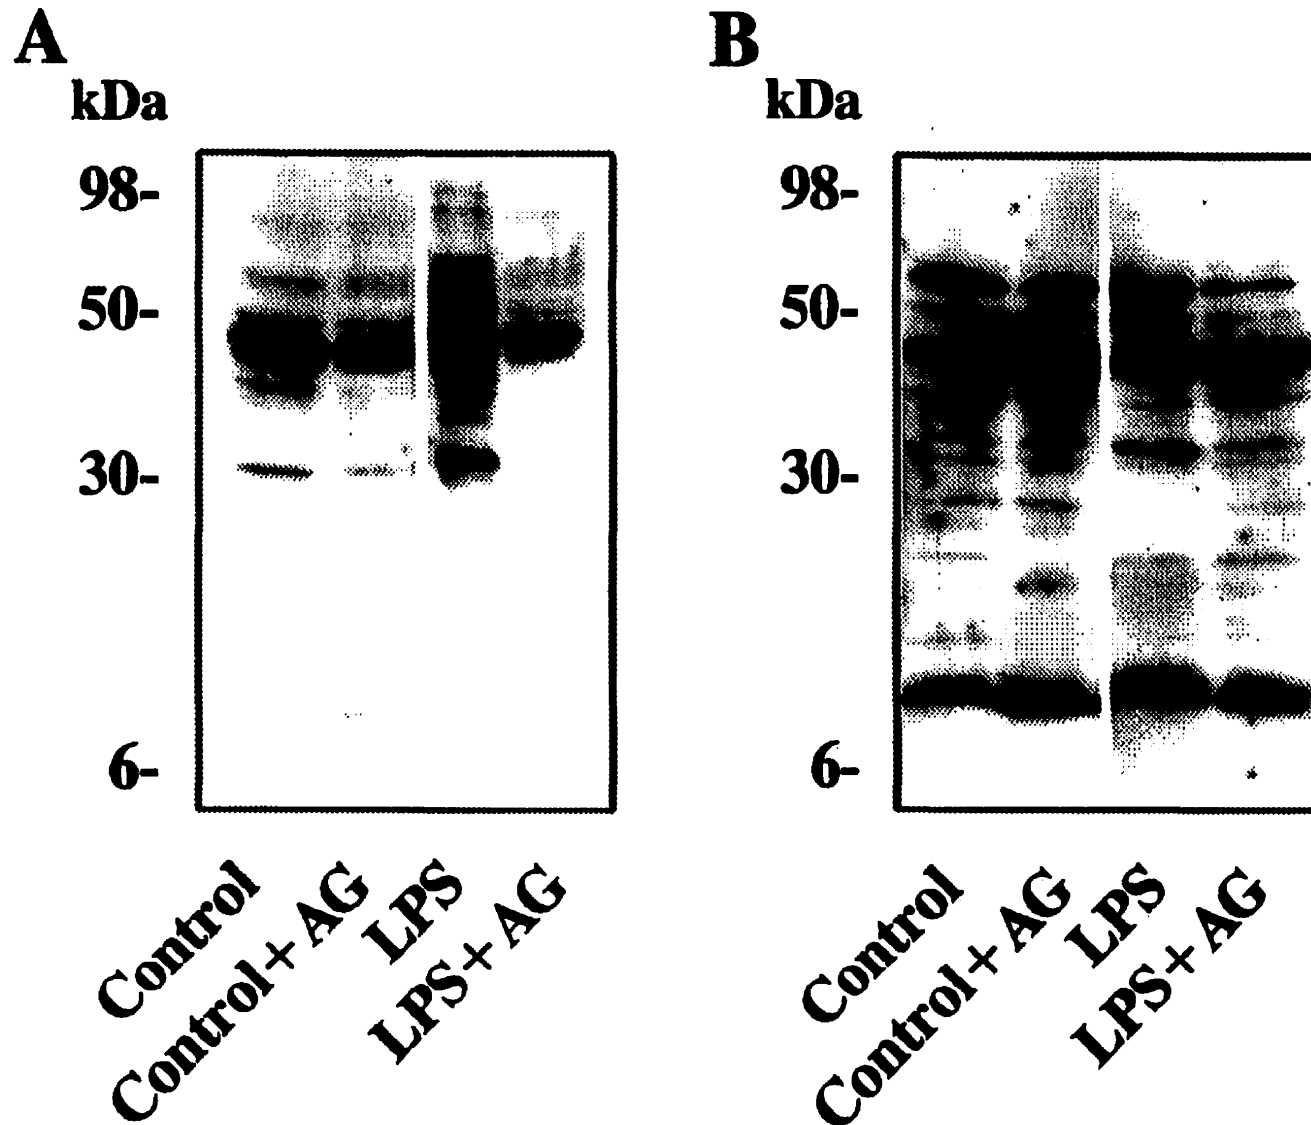 A
kDa
98-
50-
30-
6-
Control
Control+AG
LPS
LPS+AG
B
kDa
98-
50-
30-
6-
Control
Control+AG
LPS
LPS+AG